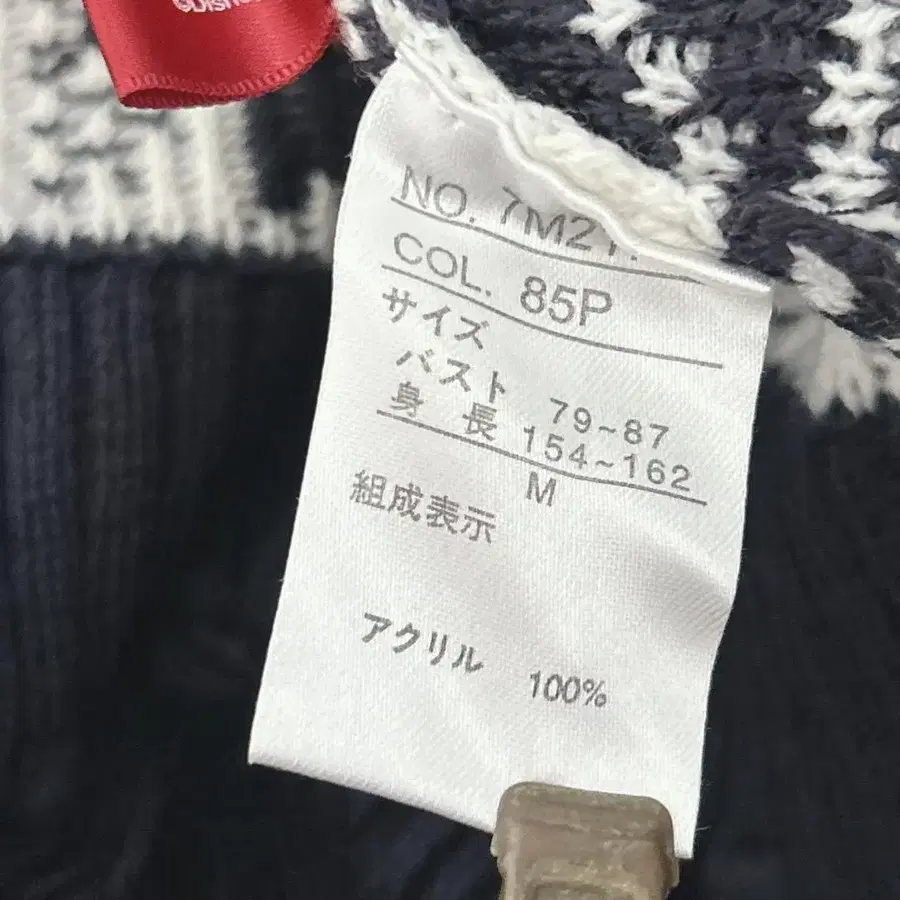 NO. 7M21.
COL. 85P
サイズ
バスト 79~87
身長 154~162
M
組成表示
アクリル 100%